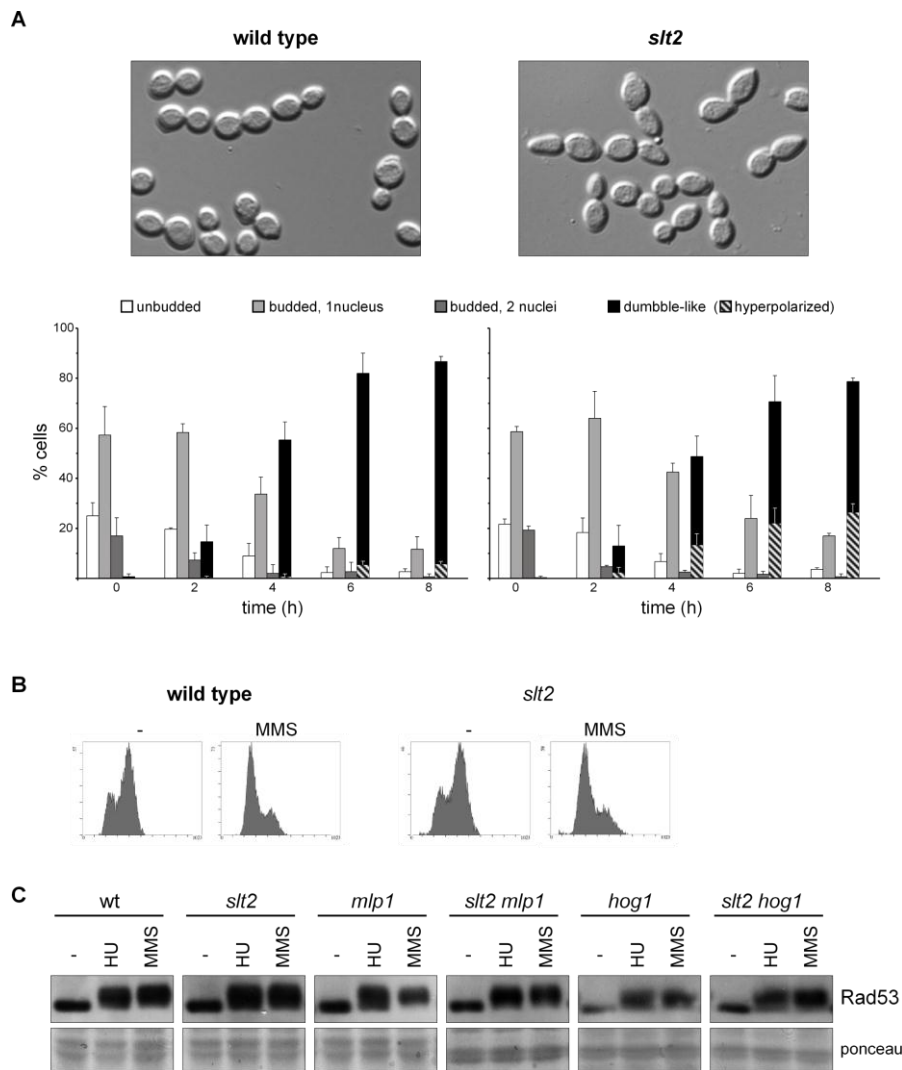 A
wild type
slt2
unbudded
budded, 1nucleus
budded, 2 nuclei
dumbble-like (hyperpolarized)
100
80
60
40
20
% cells
0 2 4 6 8
0 2 4 6 8
time (h)
time (h)
B
wild type
slt2
- MMS
- MMS
C
wt slt2 mlp1 slt2 mlp1 hog1 slt2 hog1
- HU MMS - HU MMS - HU MMS - HU MMS - HU MMS - HU MMS
Rad53
ponceau